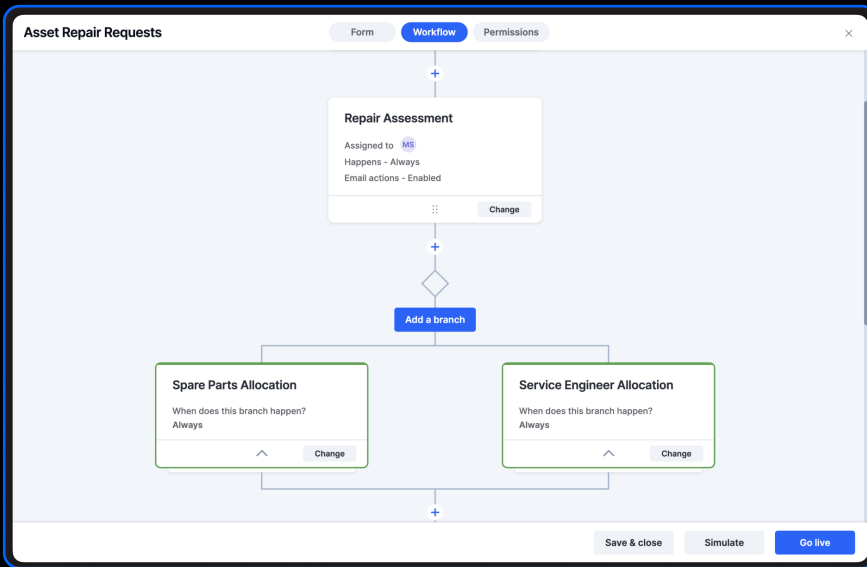 Asset Repair Requests
Form
Workflow
Permissions
Repair Assessment
Assigned to MS
Happens - Always
Email actions - Enabled
Change
Add a branch
Spare Parts Allocation
When does this branch happen?
Always
Change
Service Engineer Allocation
When does this branch happen?
Always
Change
Save & close
Simulate
Go live